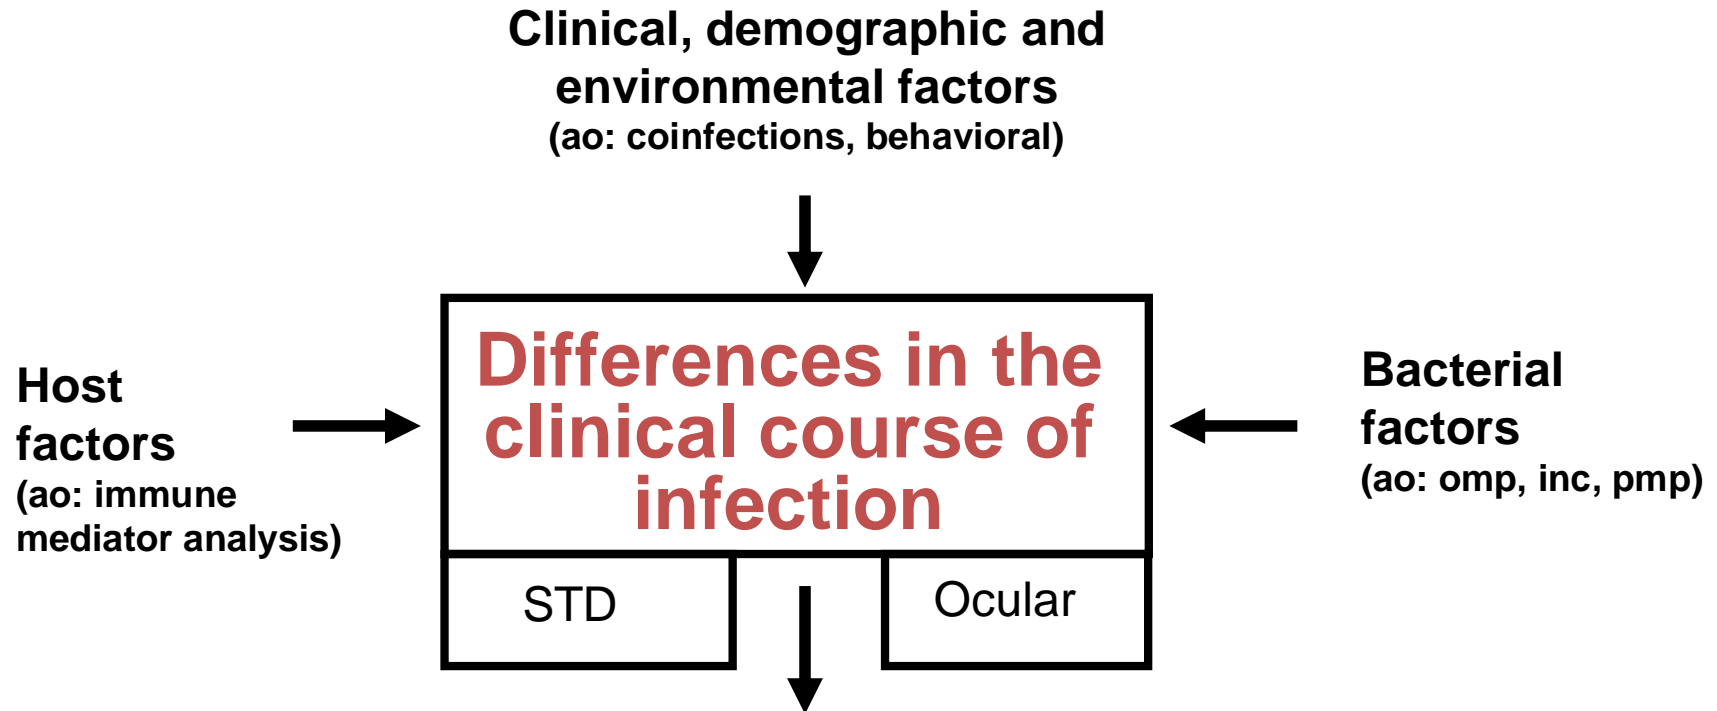 Clinical, demographic and
environmental factors
(ao: coinfections, behavioral)
Host
factors
(ao: immune
mediator analysis)
Differences in the
clinical course of
infection
Bacterial
factors
(ao: omp, inc, pmp)
STD
Ocular